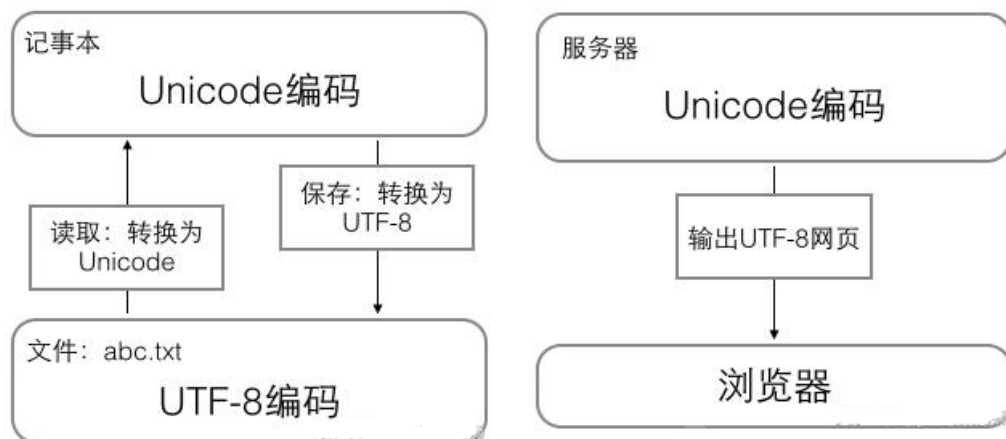 记事本
Unicode编码
读取：转换为
Unicode
保存：转换为
UTF-8
文件：abc.txt
UTF-8编码
服务器
Unicode编码
输出UTF-8网页
浏览器